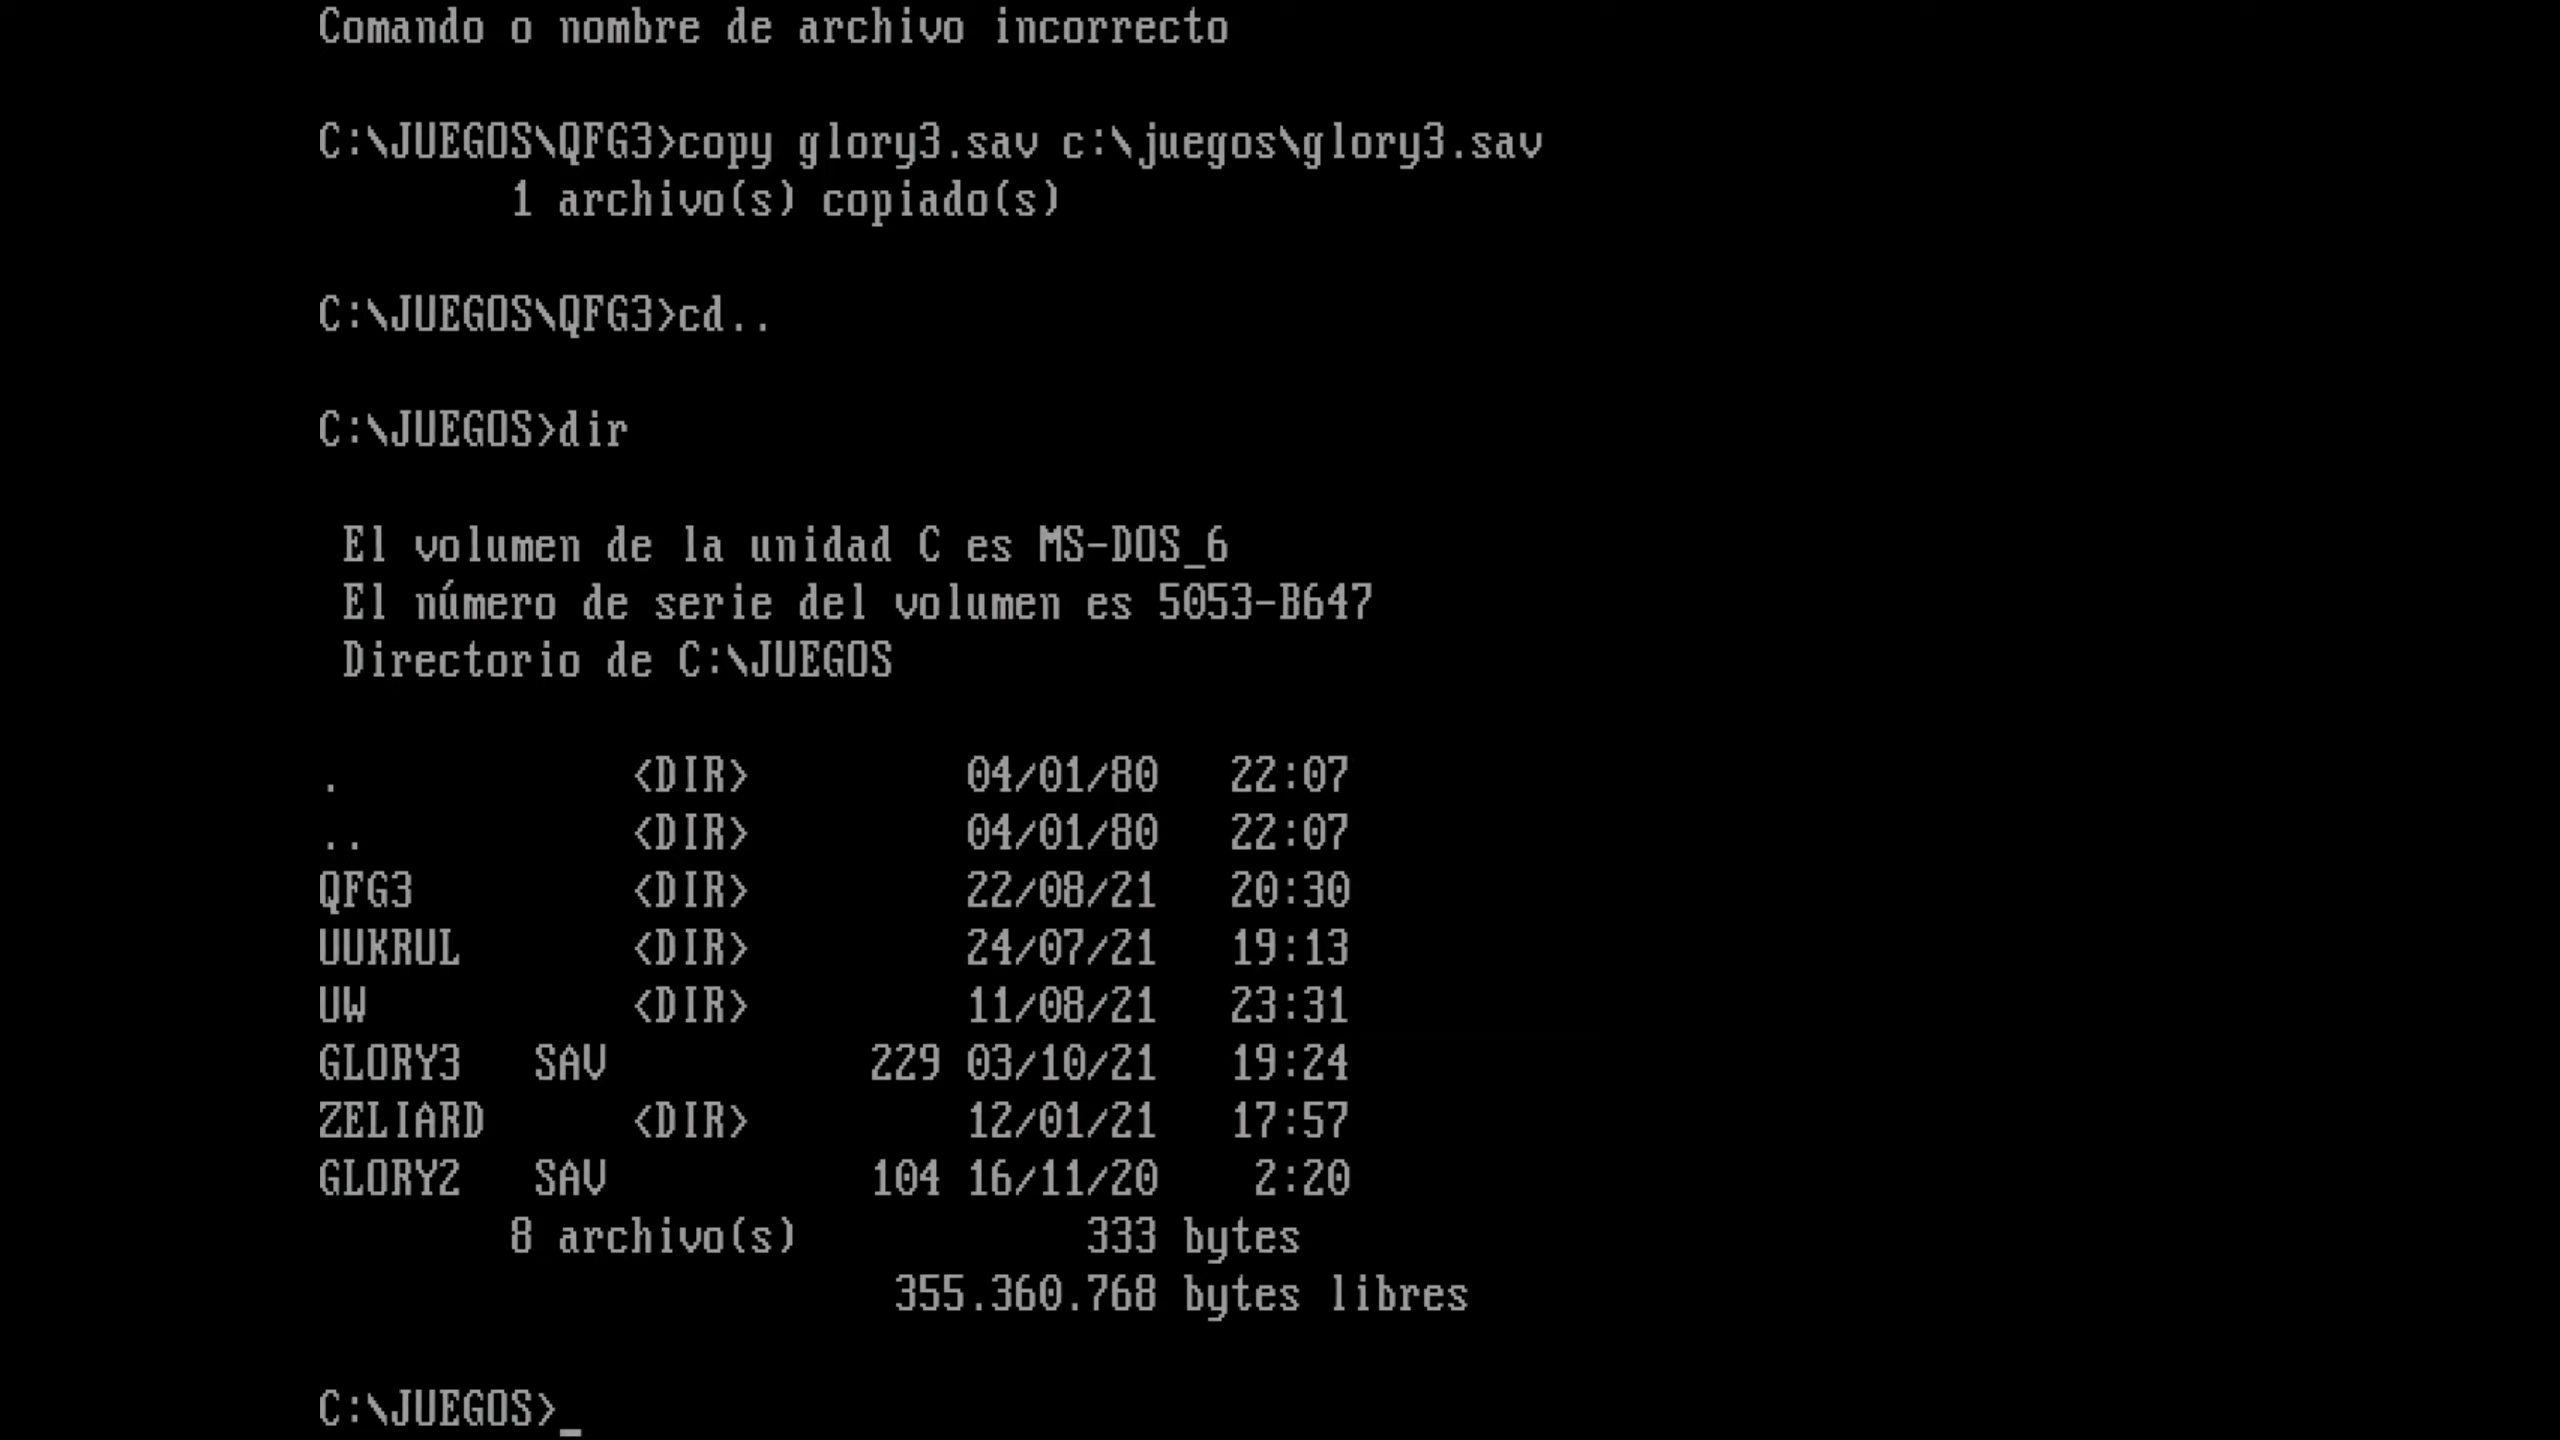 Comando o nombre de archivo incorrecto
C:\JUEGOS\QFG3>copy glory3.sav c:\juegos\glory3.sav
1 archivo(s) copiado(s)
C:\JUEGOS\QFG3>cd..
C:\JUEGOS>dir
El volumen de la unidad C es MS-DOS_6
El número de serie del volumen es 5053-B647
Directorio de C:\JUEGOS
. <DIR> 04/01/80 22:07
.. <DIR> 04/01/80 22:07
QFG3 <DIR> 22/08/21 20:30
UUKRUL <DIR> 24/07/21 19:13
UW <DIR> 11/08/21 23:31
GLORY3 SAV 229 03/10/21 19:24
ZELIARD <DIR> 12/01/21 17:57
GLORY2 SAV 104 16/11/20 2:20
8 archivo(s) 333 bytes
355.360.768 bytes libres
C:\JUEGOS>_